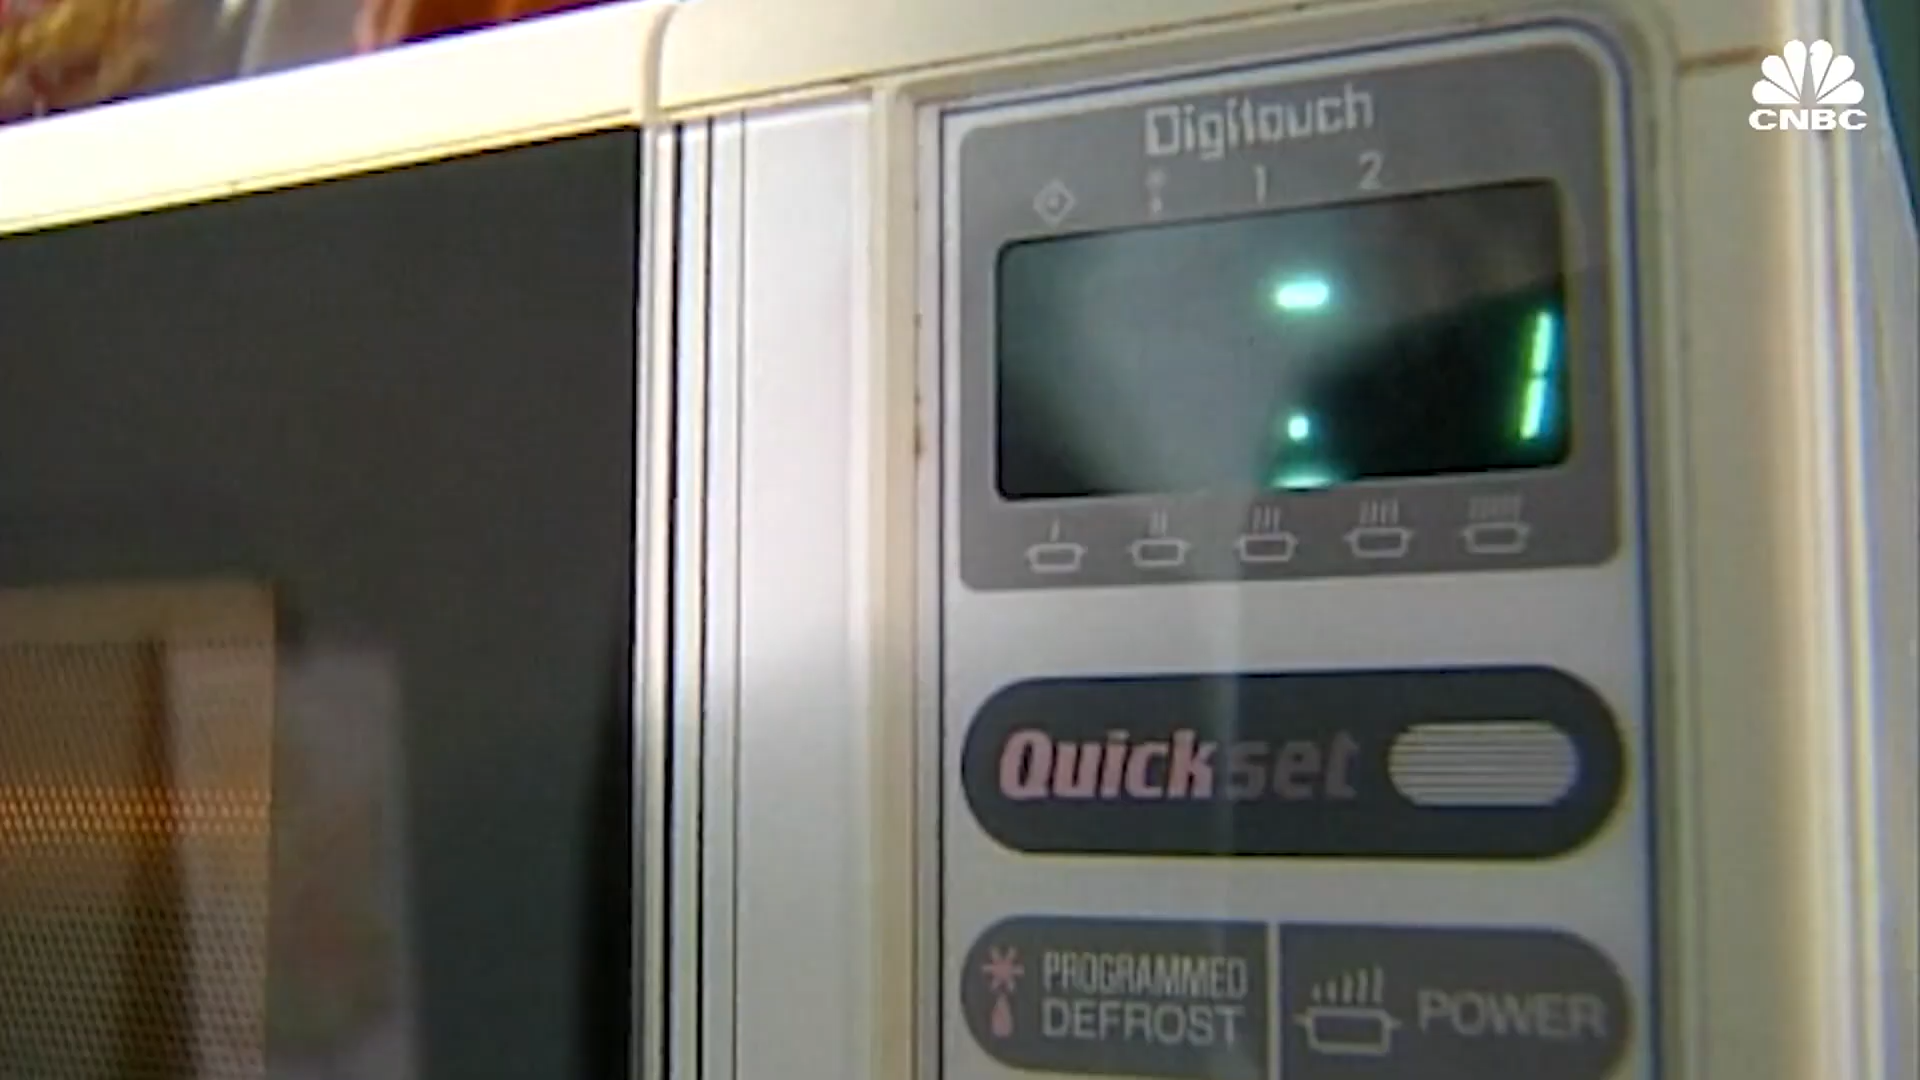 CNBC
Digitouch
1 2
Quickset
PROGRAMMED
DEFROST
POWER